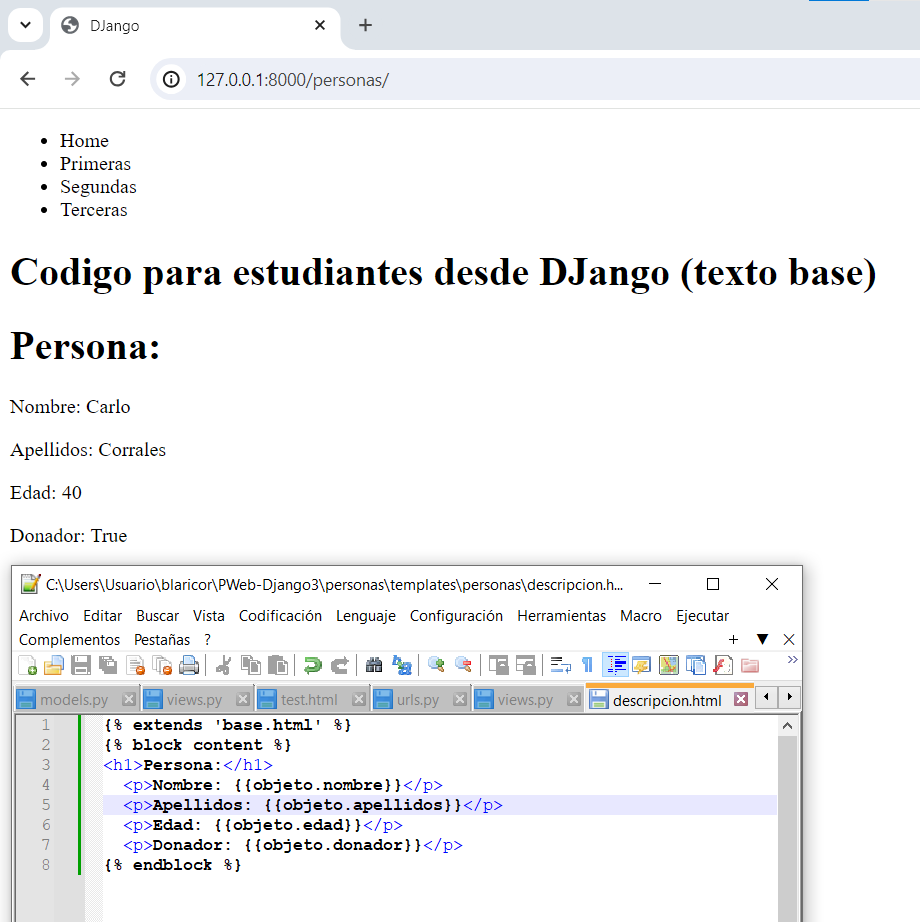 DJango
127.0.0.1:8000/personas/
Home
Primeras
Segundas
Terceras
Codigo para estudiantes desde DJango (texto base)
Persona:
Nombre: Carlo
Apellidos: Corrales
Edad: 40
Donador: True
C:\Users\Usuario\blaricor\PWeb-Django3\personas\templates\personas\descripcion.h...
Archivo Editar Buscar Vista Codificación Lenguaje Configuración Herramientas Macro Ejecutar
Complementos Pestañas ?
models.py views.py test.html urls.py views.py descripcion.html
1 {% extends 'base.html' %}
2 {% block content %}
3 <h1>Persona:</h1>
4 <p>Nombre: {{objeto.nombre}}</p>
5 <p>Apellidos: {{objeto.apellidos}}</p>
6 <p>Edad: {{objeto.edad}}</p>
7 <p>Donador: {{objeto.donador}}</p>
8 {% endblock %}